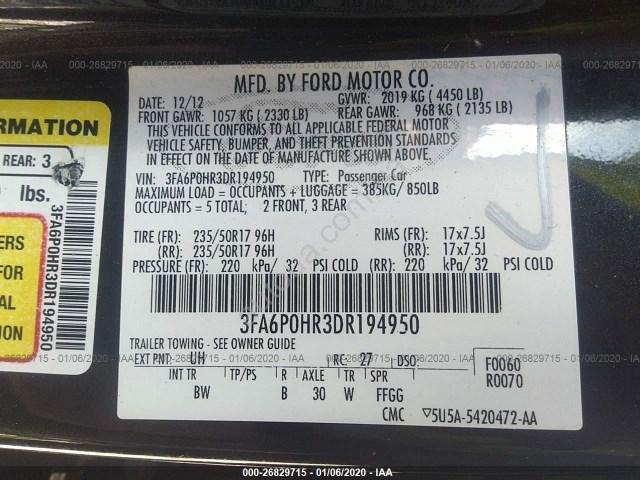 000-26829715 - 01/06/2020 - IAA
MFD. BY FORD MOTOR CO.
DATE: 12/12 GVWR: 2019 KG ( 4450 LB)
FRONT GAWR: 1057 KG ( 2330 LB) REAR GAWR: 968 KG ( 2135 LB)
THIS VEHICLE CONFORMS TO ALL APPLICABLE FEDERAL MOTOR
VEHICLE SAFETY, BUMPER, AND THEFT PREVENTION STANDARDS
IN EFFECT ON THE DATE OF MANUFACTURE SHOWN ABOVE.
VIN: 3FA6P0HR3DR194950 TYPE: Passenger Car
MAXIMUM LOAD = OCCUPANTS + LUGGAGE = 385KG/ 850LB
OCCUPANTS = 5 TOTAL, 2 FRONT, 3 REAR
TIRE (FR): 235/50R17 96H RIMS (FR): 17x7.5J
(RR): 235/50R17 96H (RR): 17x7.5J
PRESSURE (FR): 220 kPa/ 32 PSI COLD (RR): 220 kPa/ 32 PSI COLD
3FA6P0HR3DR194950
TRAILER TOWING - SEE OWNER GUIDE
EXT PNT: UH RC: 27 DSO:
INT TR TP/PS R AXLE TR SPR
BW B 30 W FFGG
F0060
R0070
CMC ▽5U5A-5420472-AA
ORMATION
REAR: 3
lbs.
ERS
FOR
TIONAL
3FA6P0HR3DR194950
000-26829715 - 01/06/2020 - IAA